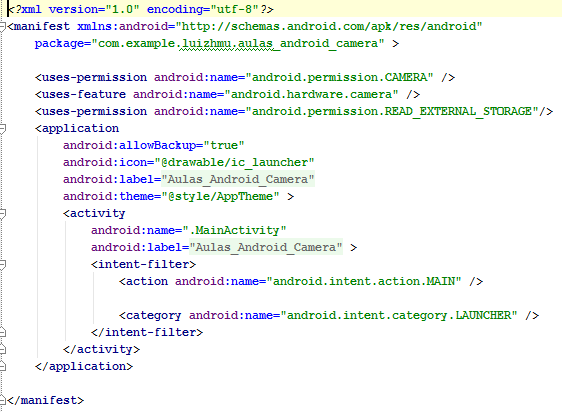 <?xml version="1.0" encoding="utf-8"?>
<manifest xmlns:android="http://schemas.android.com/apk/res/android"
package="com.example.luizhmu.aulas_android_camera" >
<uses-permission android:name="android.permission.CAMERA" />
<uses-feature android:name="android.hardware.camera" />
<uses-permission android:name="android.permission.READ_EXTERNAL_STORAGE"/>
<application
android:allowBackup="true"
android:icon="@drawable/ic_launcher"
android:label="Aulas_Android_Camera"
android:theme="@style/AppTheme" >
<activity
android:name=".MainActivity"
android:label="Aulas_Android_Camera" >
<intent-filter>
<action android:name="android.intent.action.MAIN" />
<category android:name="android.intent.category.LAUNCHER" />
</intent-filter>
</activity>
</application>
</manifest>